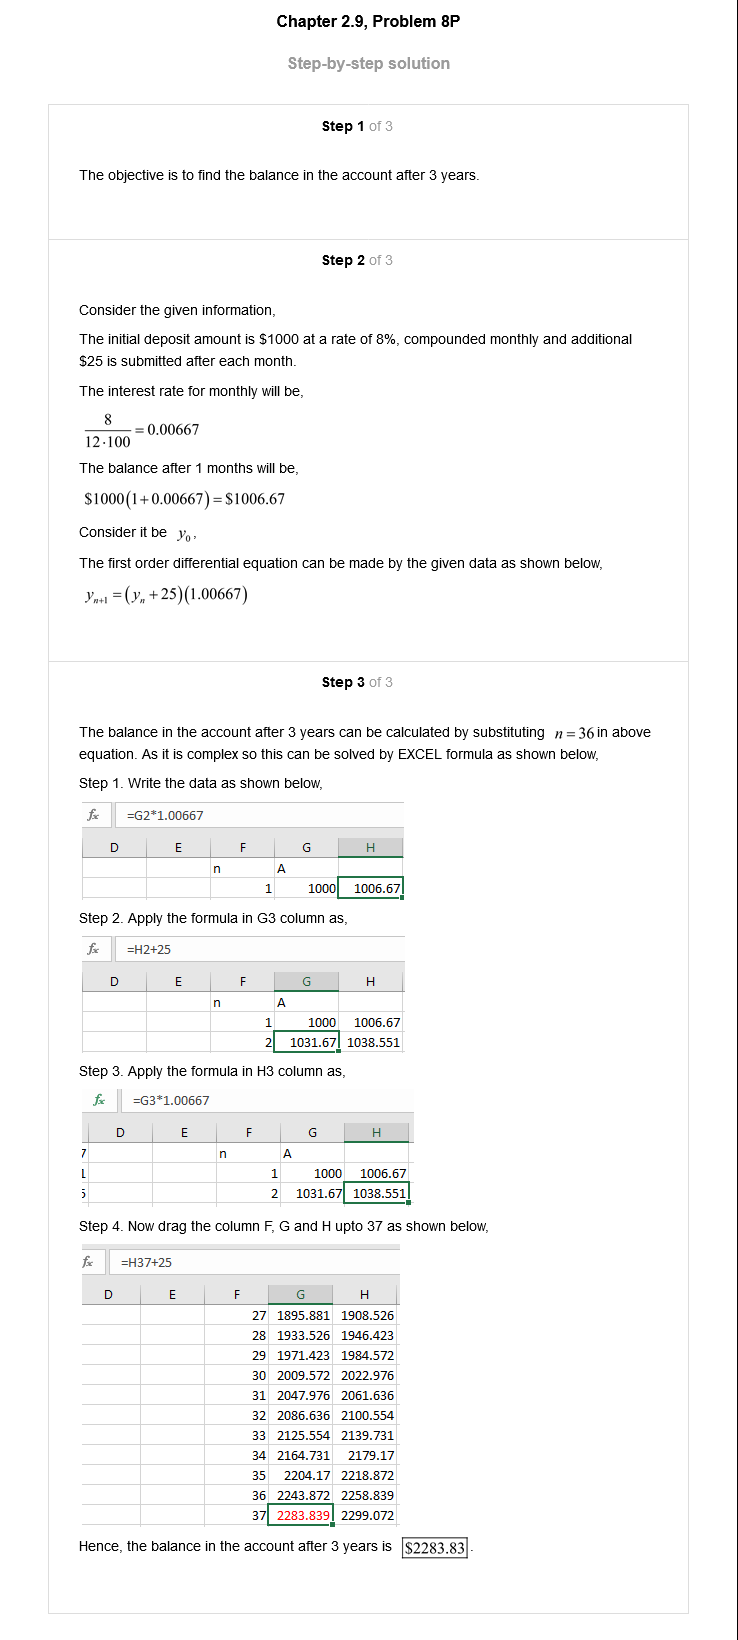 Chapter 2.9, Problem 8P
Step-by-step solution
Step 1 of 3
The objective is to find the balance in the account after 3 years.
Step 2 of 3
Consider the given information,
The initial deposit amount is $1000 at a rate of 8%, compounded monthly and additional
$25 is submitted after each month.
The interest rate for monthly will be,
8
12·100
= 0.00667
The balance after 1 months will be,
$1000(1+0.00667) = $1006.67
Consider it be y₀,
The first order differential equation can be made by the given data as shown below,
yₙ₊₁ = (yₙ + 25)(1.00667)
Step 3 of 3
The balance in the account after 3 years can be calculated by substituting n = 36 in above
equation. As it is complex so this can be solved by EXCEL formula as shown below,
Step 1. Write the data as shown below,
fx =G2*1.00667
D E F G H
n A
1 1000 1006.67
Step 2. Apply the formula in G3 column as,
fx =H2+25
D E F G H
n A
1 1000 1006.67
2 1031.67 1038.551
Step 3. Apply the formula in H3 column as,
fx =G3*1.00667
D E F G H
n A
1 1000 1006.67
2 1031.67 1038.551
Step 4. Now drag the column F, G and H upto 37 as shown below,
fx =H37+25
D E F G H
27 1895.881 1908.526
28 1933.526 1946.423
29 1971.423 1984.572
30 2009.572 2022.976
31 2047.976 2061.636
32 2086.636 2100.554
33 2125.554 2139.731
34 2164.731 2179.17
35 2204.17 2218.872
36 2243.872 2258.839
37 2283.839 2299.072
Hence, the balance in the account after 3 years is $2283.83.